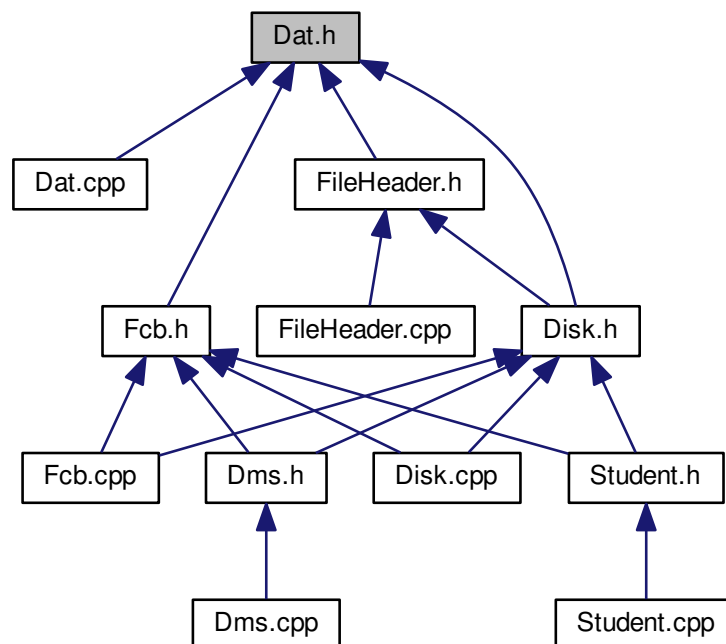 Dat.h
Dat.cpp
FileHeader.h
Fcb.h
FileHeader.cpp
Disk.h
Fcb.cpp
Dms.h
Disk.cpp
Student.h
Dms.cpp
Student.cpp